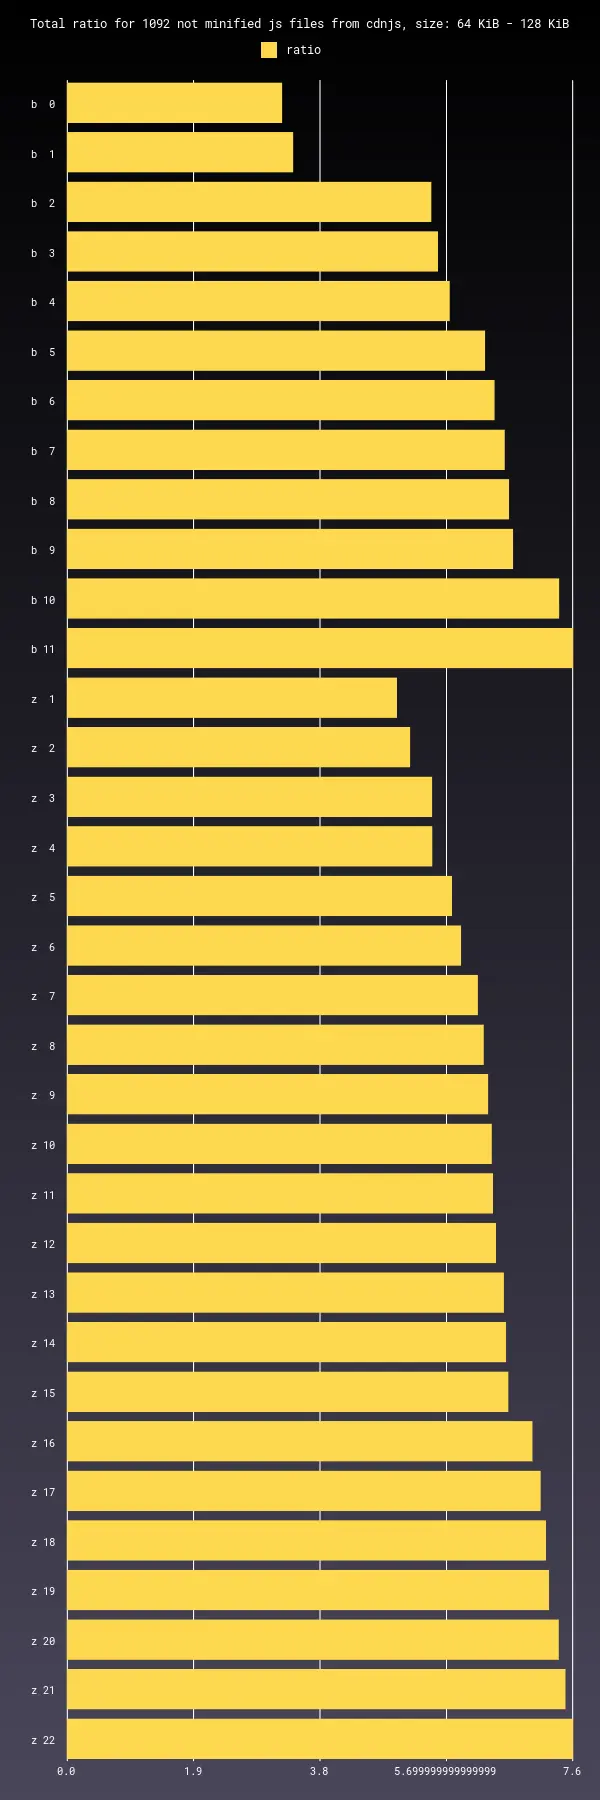 Total ratio for 1092 not minified js files from cdnjs, size: 64 KiB - 128 KiB
ratio
b  0
b  1
b  2
b  3
b  4
b  5
b  6
b  7
b  8
b  9
b 10
b 11
z  1
z  2
z  3
z  4
z  5
z  6
z  7
z  8
z  9
z 10
z 11
z 12
z 13
z 14
z 15
z 16
z 17
z 18
z 19
z 20
z 21
z 22
0.0 1.9 3.8 5.699999999999999 7.6